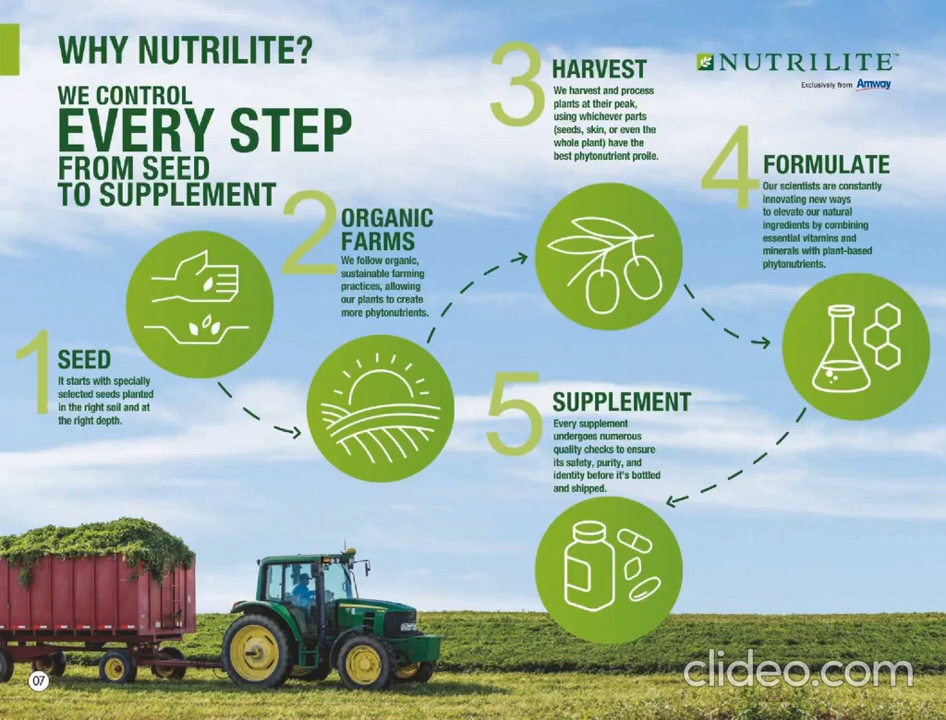 WHY NUTRILITE?
WE CONTROL
EVERY STEP
FROM SEED
TO SUPPLEMENT
1
SEED
It starts with specially
selected seeds planted
in the right soil and at
the right depth.
2
ORGANIC
FARMS
We follow organic,
sustainable farming
practices, allowing
our plants to create
more phytonutrients.
3
HARVEST
We harvest and process
plants at their peak,
using whichever parts
(seeds, skin, or even the
whole plant) have the
best phytonutrient proile.
NUTRILITE™
Exclusively from Amway
4
FORMULATE
Our scientists are constantly
innovating new ways
to elevate our natural
ingredients by combining
essential vitamins and
minerals with plant-based
phytonutrients.
5
SUPPLEMENT
Every supplement
undergoes numerous
quality checks to ensure
its safety, purity, and
identity before it's bottled
and shipped.
07
clideo.com